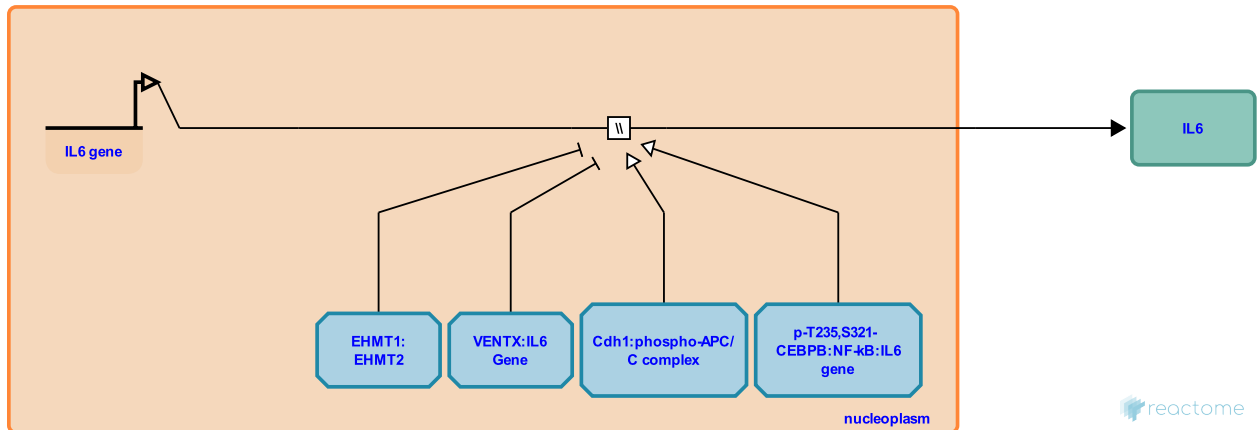 \\
IL6 gene
IL6
EHMT1:
EHMT2
VENTX:IL6
Gene
Cdh1:phospho-APC/
C complex
p-T235,S321-
CEBPB:NF-kB:IL6
gene
nucleoplasm
reactome